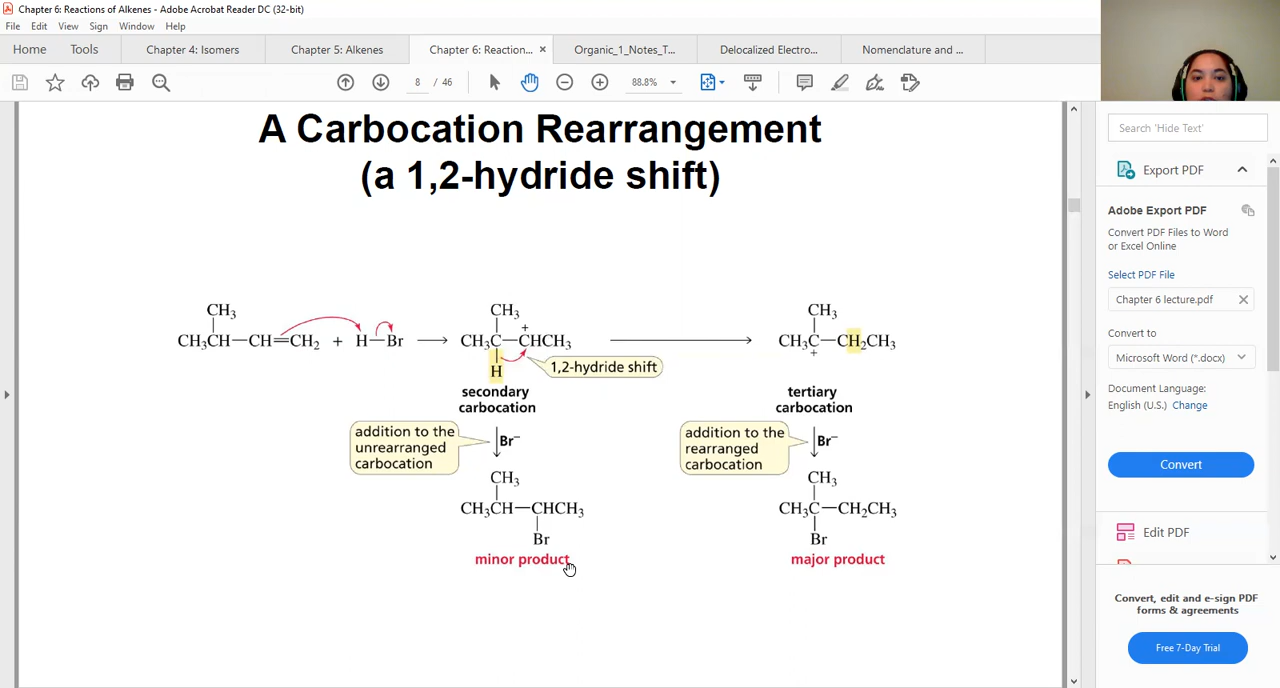 Chapter 6: Reactions of Alkenes - Adobe Acrobat Reader DC (32-bit)
File Edit View Sign Window Help
Home Tools Chapter 4: Isomers Chapter 5: Alkenes Chapter 6: Reaction... × Organic_1_Notes_T... Delocalized Electro... Nomenclature and ...
8 / 46 88.8%
A Carbocation Rearrangement
(a 1,2-hydride shift)
CH₃ CH₃ CH₃
+
CH₃CH—CH=CH₂ + H—Br CH₃C—CHCH₃ CH₃C—CH₂CH₃
+
H 1,2-hydride shift
secondary
carbocation
tertiary
carbocation
addition to the
unrearranged
carbocation
Br⁻
addition to the
rearranged
carbocation
Br⁻
CH₃ CH₃
CH₃CH—CHCH₃ CH₃C—CH₂CH₃
Br Br
minor product major product
Search 'Hide Text'
Export PDF
Adobe Export PDF
Convert PDF Files to Word
or Excel Online
Select PDF File
Chapter 6 lecture.pdf
Convert to
Microsoft Word (*.docx)
Document Language:
English (U.S.) Change
Convert
Edit PDF
Convert, edit and e-sign PDF
forms & agreements
Free 7-Day Trial